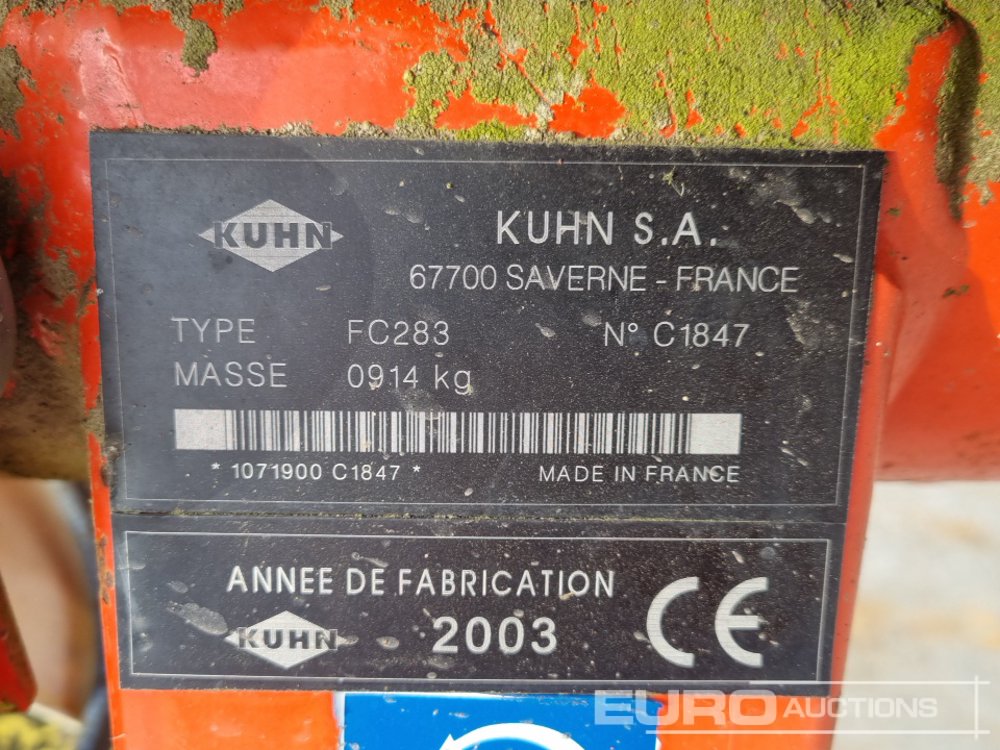 KUHN
KUHN S.A.
67700 SAVERNE - FRANCE
TYPE FC283 N° C1847
MASSE 0914 kg
* 1071900 C1847 * MADE IN FRANCE
ANNEE DE FABRICATION
KUHN 2003 CE
EURO AUCTIONS